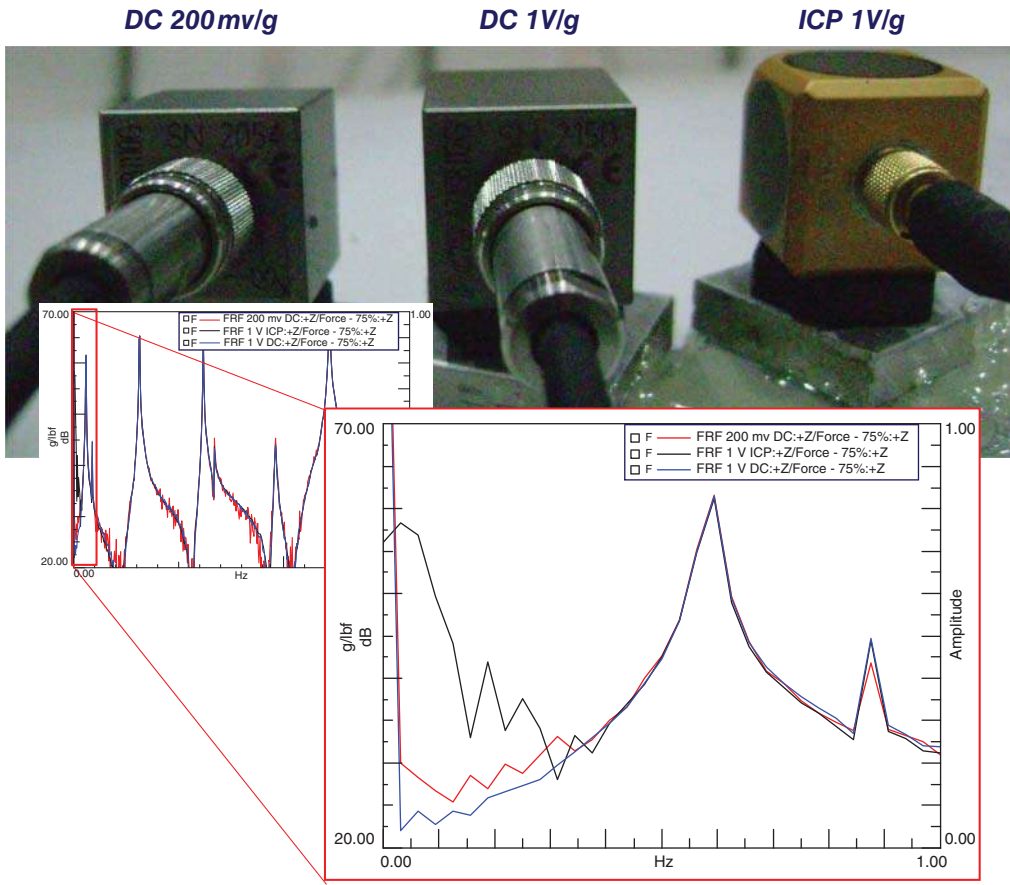 DC 200 mv/g
DC 1V/g
ICP 1V/g
SN 2054
70.00
1.00
F FRF 200 mv DC:+Z/Force - 75%:+Z
F FRF 1 V ICP:+Z/Force - 75%:+Z
F FRF 1 V DC:+Z/Force - 75%:+Z
g/lbf
dB
20.00
0.00
Hz
70.00
1.00
F FRF 200 mv DC:+Z/Force - 75%:+Z
F FRF 1 V ICP:+Z/Force - 75%:+Z
F FRF 1 V DC:+Z/Force - 75%:+Z
g/lbf
dB
Amplitude
20.00
0.00
0.00
Hz
1.00